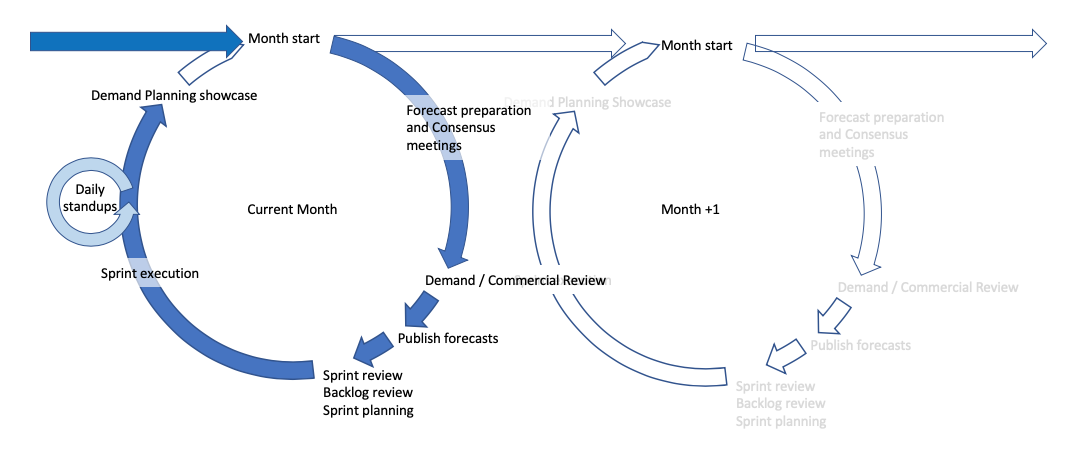 Month start
Demand Planning showcase
Forecast preparation
and Consensus
meetings
Daily
standups
Current Month
Sprint execution
Demand / Commercial Review
Publish forecasts
Sprint review
Backlog review
Sprint planning
Month start
Demand Planning Showcase
Forecast preparation
and Consensus
meetings
Month +1
Demand / Commercial Review
Publish forecasts
Sprint review
Backlog review
Sprint planning